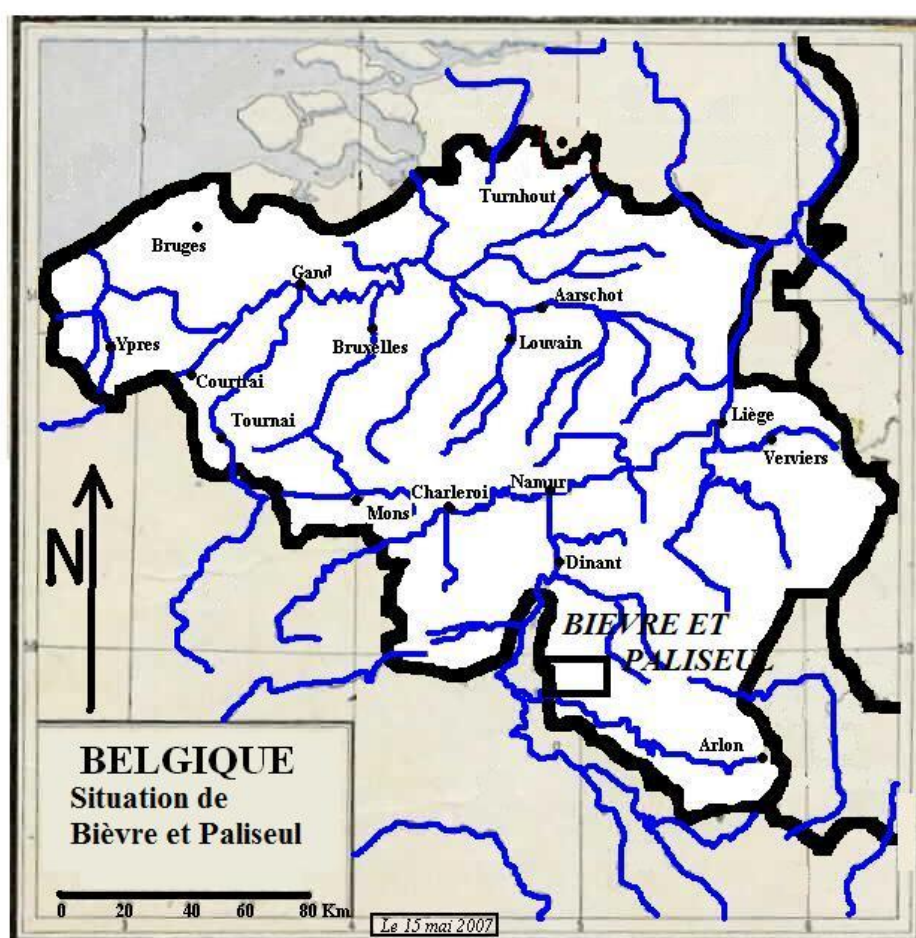 Turnhout
Bruges
Gand
Aarschot
Ypres
Bruxelles
Louvain
Courtrai
Tournai
Liège
Verviers
Mons
Charleroi
Namur
Dinant
N
BIEVRE ET
PALISEUL
Arlon
BELGIQUE
Situation de
Bièvre et Paliseul
0 20 40 60 80 Km
Le 15 mai 2007